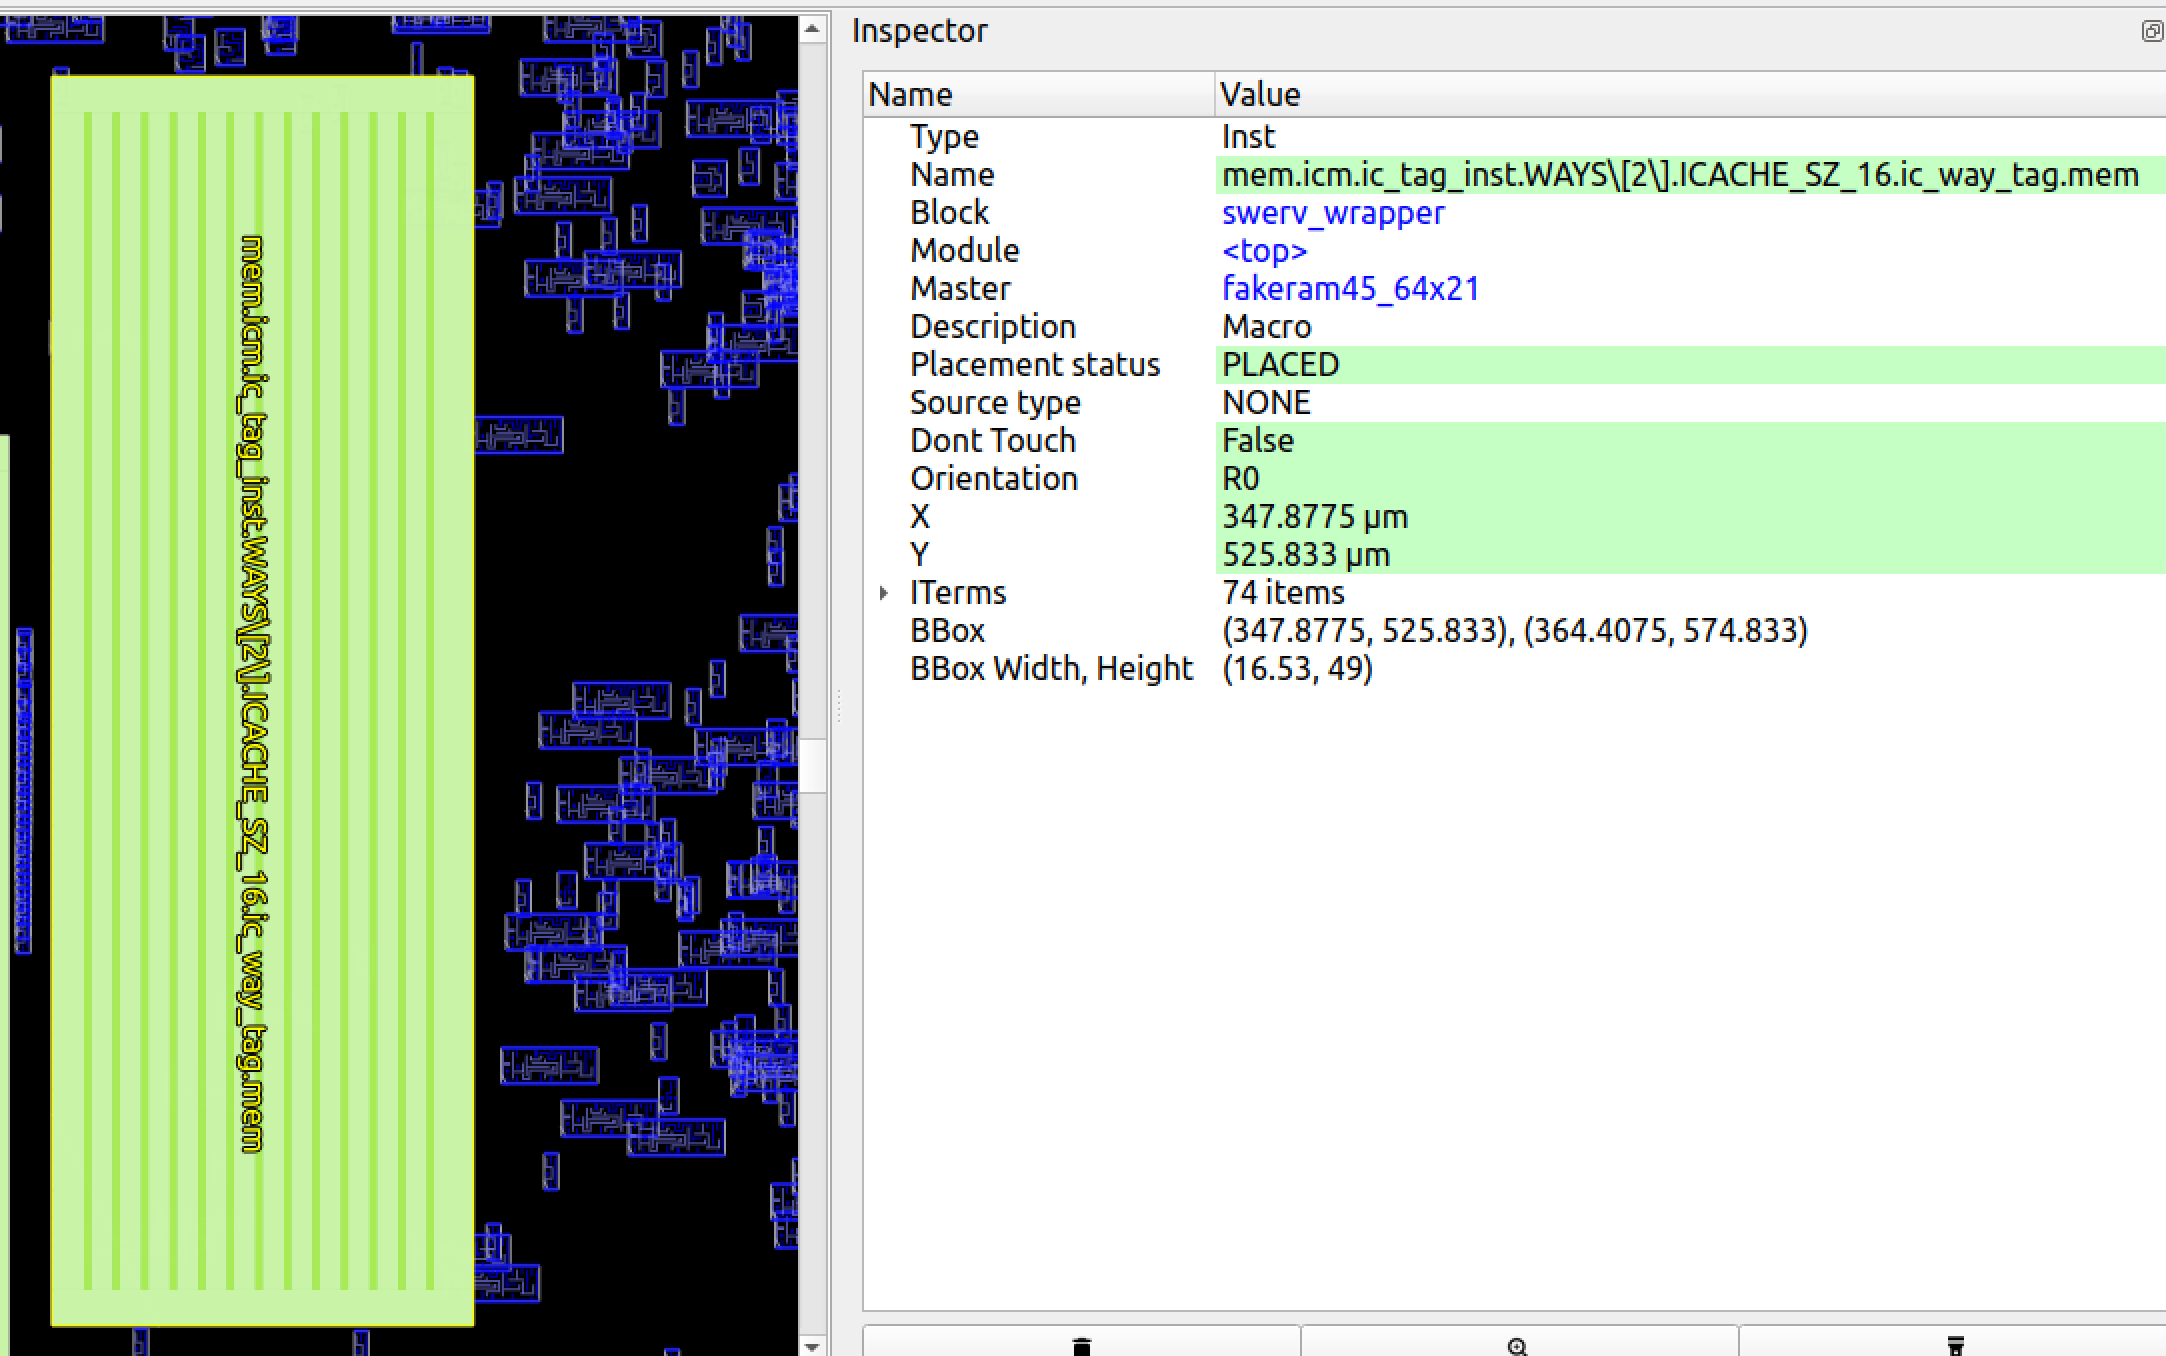 mem.icm.ic_tag_inst.WAYS\[2\].ICACHE_SZ_16.ic_way_tag.mem
Inspector
Name Value
Type Inst
Name mem.icm.ic_tag_inst.WAYS\[2\].ICACHE_SZ_16.ic_way_tag.mem
Block swerv_wrapper
Module <top>
Master fakeram45_64x21
Description Macro
Placement status PLACED
Source type NONE
Dont Touch False
Orientation R0
X 347.8775 µm
Y 525.833 µm
ITerms 74 items
BBox (347.8775, 525.833), (364.4075, 574.833)
BBox Width, Height (16.53, 49)